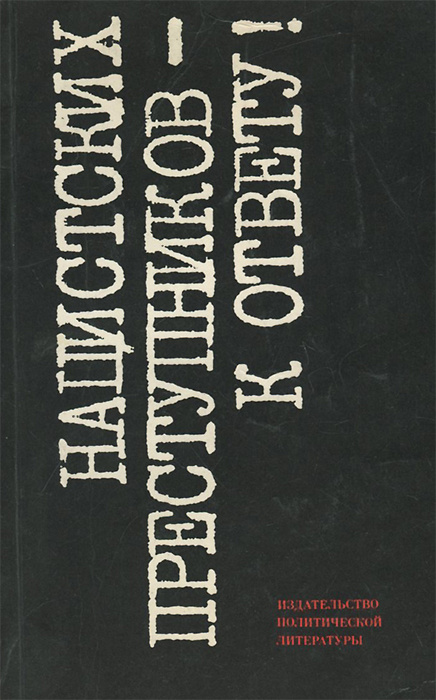 НАЦИСТСКИХ
ПРЕСТУПНИКОВ –
К ОТВЕТУ!
ИЗДАТЕЛЬСТВО
ПОЛИТИЧЕСКОЙ
ЛИТЕРАТУРЫ